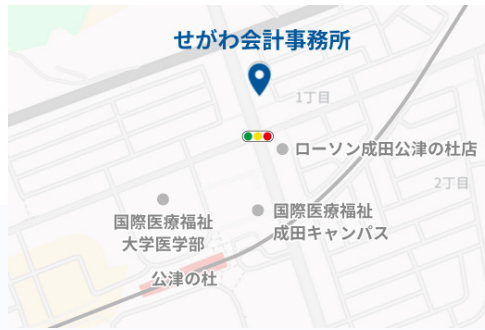 せがわ会計事務所
1丁目
ローソン成田公津の杜店
2丁目
国際医療福祉
大学医学部
国際医療福祉
成田キャンパス
公津の杜